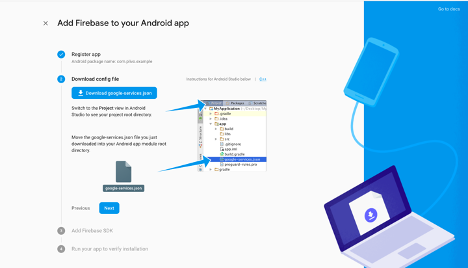 Go to docs
× Add Firebase to your Android app
Register app
Android package name: com.plea.example
2 Download config file
Instructions for Android Studio below |
Download google-services.json
Switch to the Project view in Android
Studio to see your project root directory.
Packages
MyApplication
gradle
.idea
app
build
libs
src
.gitignore
app.iml
build.gradle
google-services.json
proguard-rules.pro
gradle
Move the google-services.json file you just
downloaded into your Android app module root
directory.
google-services.json
Previous Next
3 Add Firebase SDK
4 Run your app to verify installation